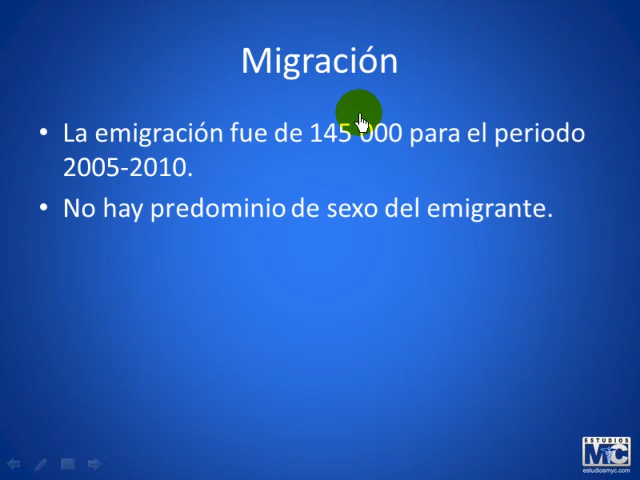 Migración
• La emigración fue de 145 000 para el periodo
2005-2010.
• No hay predominio de sexo del emigrante.
ESTUDIOS
MC
estudiosmyc.com